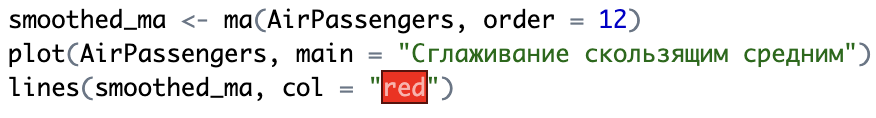 smoothed_ma <- ma(AirPassengers, order = 12)
plot(AirPassengers, main = "Сглаживание скользящим средним")
lines(smoothed_ma, col = "red")